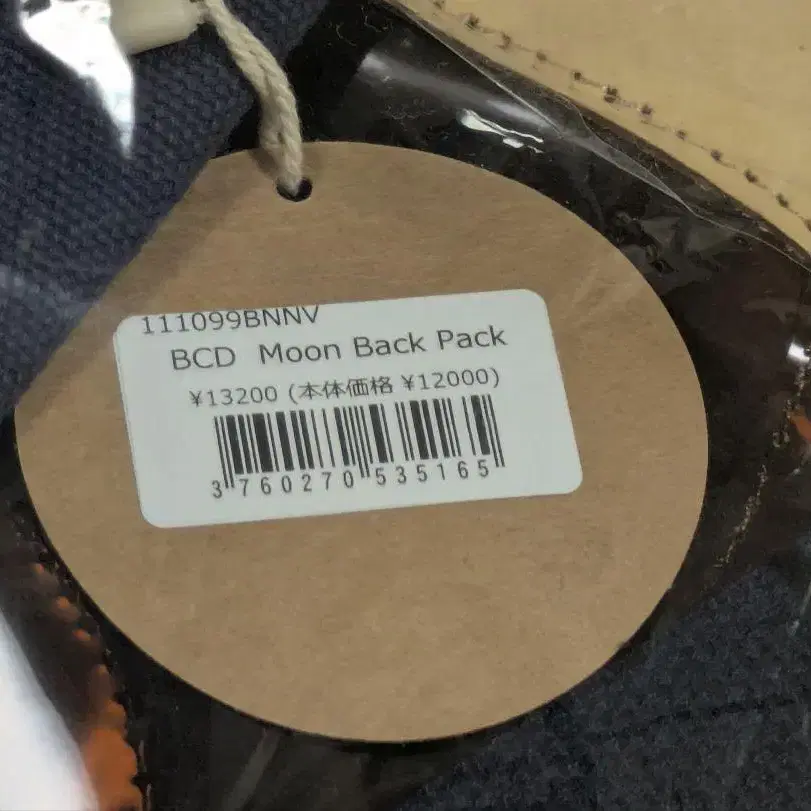 111099BNNV
BCD Moon Back Pack
¥13200 (本体価格 ¥12000)
3 760270 535165